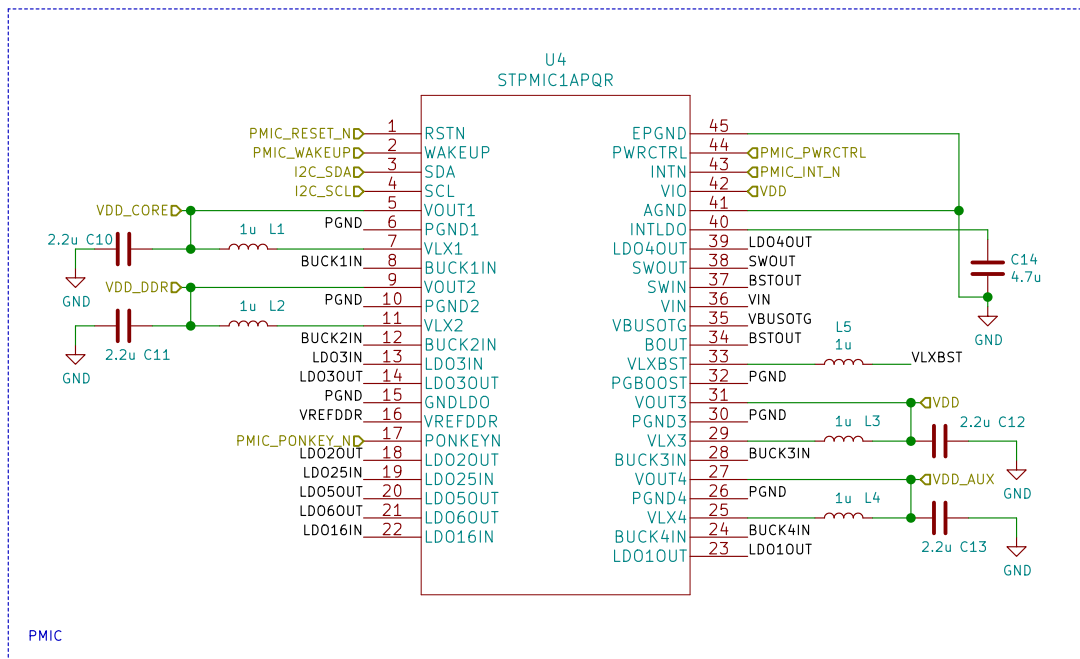 U4
STPMIC1APQR
PMIC_RESET_N 1 RSTN
PMIC_WAKEUP 2 WAKEUP
I2C_SDA 3 SDA
I2C_SCL 4 SCL
VDD_CORE 5 VOUT1
PGND 6 PGND1
2.2u C10 1u L1 7 VLX1
BUCK1IN 8 BUCK1IN
GND
VDD_DDR 9 VOUT2
PGND 10 PGND2
1u L2 11 VLX2
2.2u C11
BUCK2IN 12 BUCK2IN
GND
LDO3IN 13 LDO3IN
LDO3OUT 14 LDO3OUT
PGND 15 GNDLDO
VREFDDR 16 VREFDDR
PMIC_PONKEY_N 17 PONKEYN
LDO2OUT 18 LDO2OUT
LDO25IN 19 LDO25IN
LDO5OUT 20 LDO5OUT
LDO6OUT 21 LDO6OUT
LDO16IN 22 LDO16IN
EPGND 45
PWRCTRL 44 PMIC_PWRCTRL
INTN 43 PMIC_INT_N
VIO 42 VDD
AGND 41
INTLDO 40
LDO4OUT 39 LDO4OUT
SWOUT 38 SWOUT
C14
4.7u
SWIN 37 BSTOUT
VIN 36 VIN
VBUSOTG 35 VBUSOTG
GND
BOUT 34 BSTOUT
L5
1u
VLXBST 33 VLXBST
PGBOOST 32 PGND
VOUT3 31 VDD
PGND3 30 PGND
VLX3 29 1u L3 2.2u C12
BUCK3IN 28 BUCK3IN
GND
VOUT4 27 VDD_AUX
PGND4 26 PGND
VLX4 25 1u L4
BUCK4IN 24 BUCK4IN
2.2u C13
LDO1OUT 23 LDO1OUT
GND
PMIC